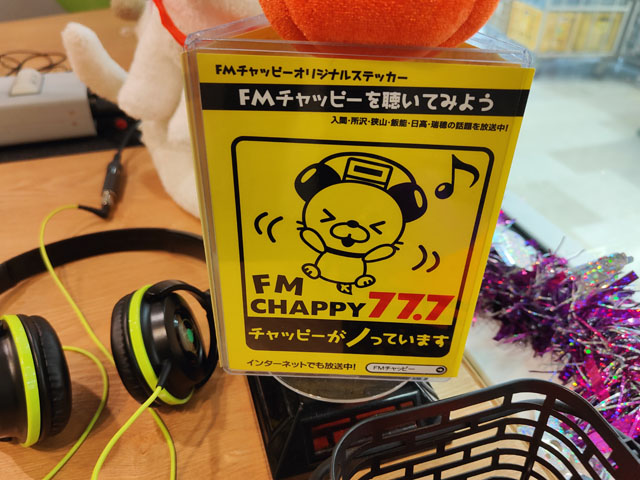 FMチャッピーオリジナルステッカー
FMチャッピーを聴いてみよう
入間・所沢・狭山・飯能・日高・瑞穂の話題を放送中!
FM
CHAPPY 77.7
チャッピーがノっています
インターネットでも放送中!
FMチャッピー